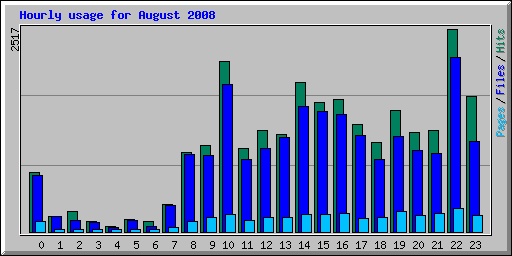 Hourly usage for August 2008
2517
Pages/Files/Hits
0 1 2 3 4 5 6 7 8 9 10 11 12 13 14 15 16 17 18 19 20 21 22 23